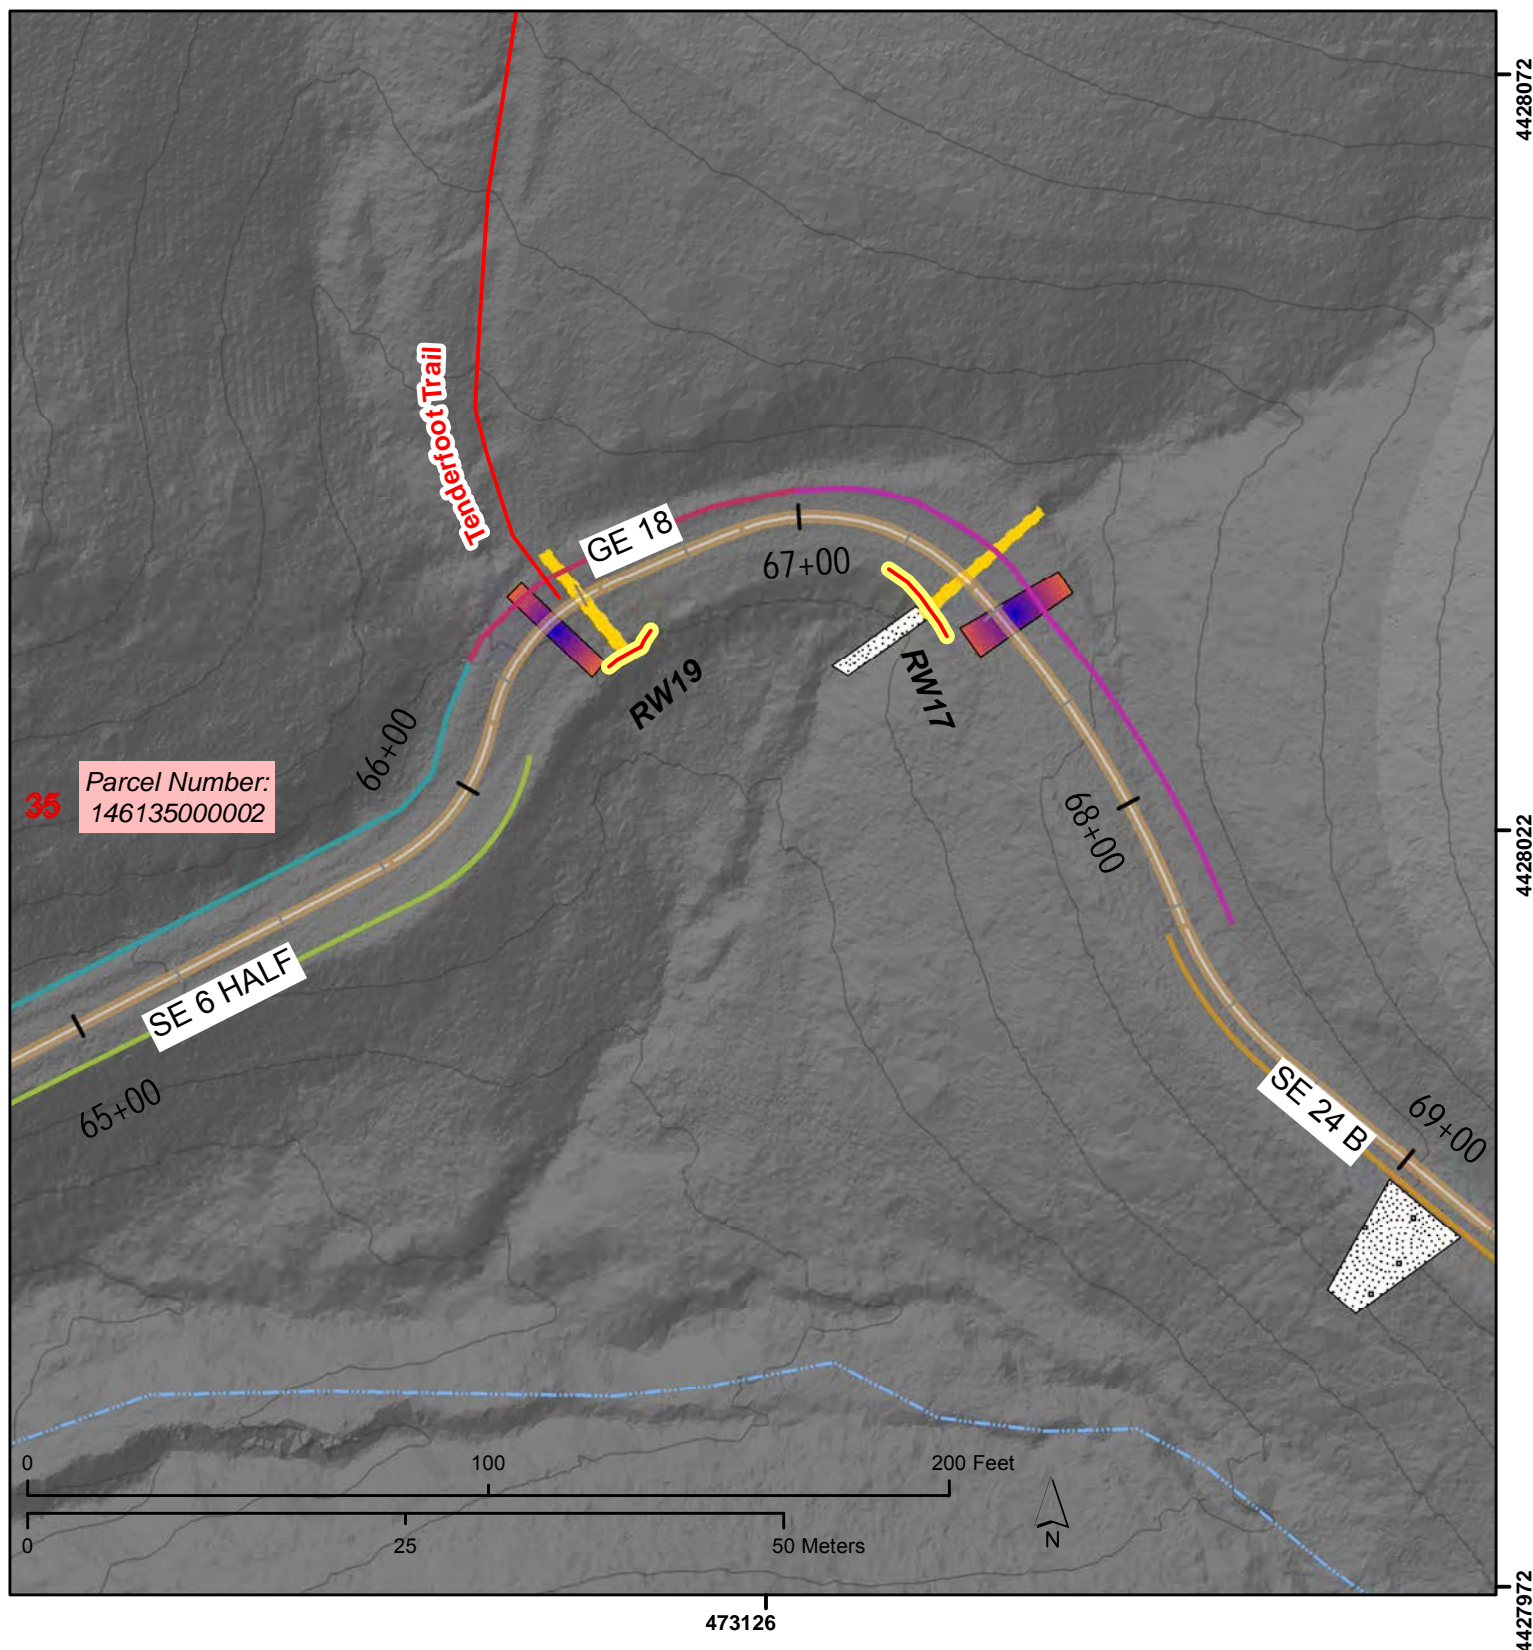 4428072
Tenderfoot Trail
GE 18
67+00
RW19
RW17
66+00
35
Parcel Number:
146135000002
68+00
4428022
SE 6 HALF
65+00
SE 24 B
69+00
0 100 200 Feet
0 25 50 Meters
N
473126
4427972